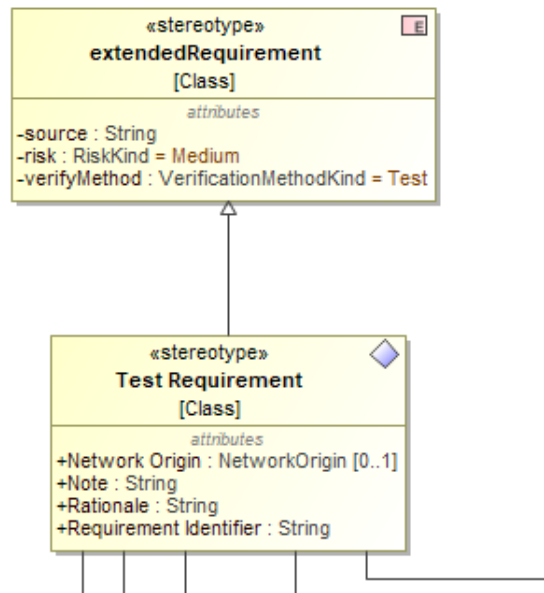 «stereotype»
E
extendedRequirement
[Class]
attributes
-source : String
-risk : RiskKind = Medium
-verifyMethod : VerificationMethodKind = Test
«stereotype»
Test Requirement
[Class]
attributes
+Network Origin : NetworkOrigin [0..1]
+Note : String
+Rationale : String
+Requirement Identifier : String